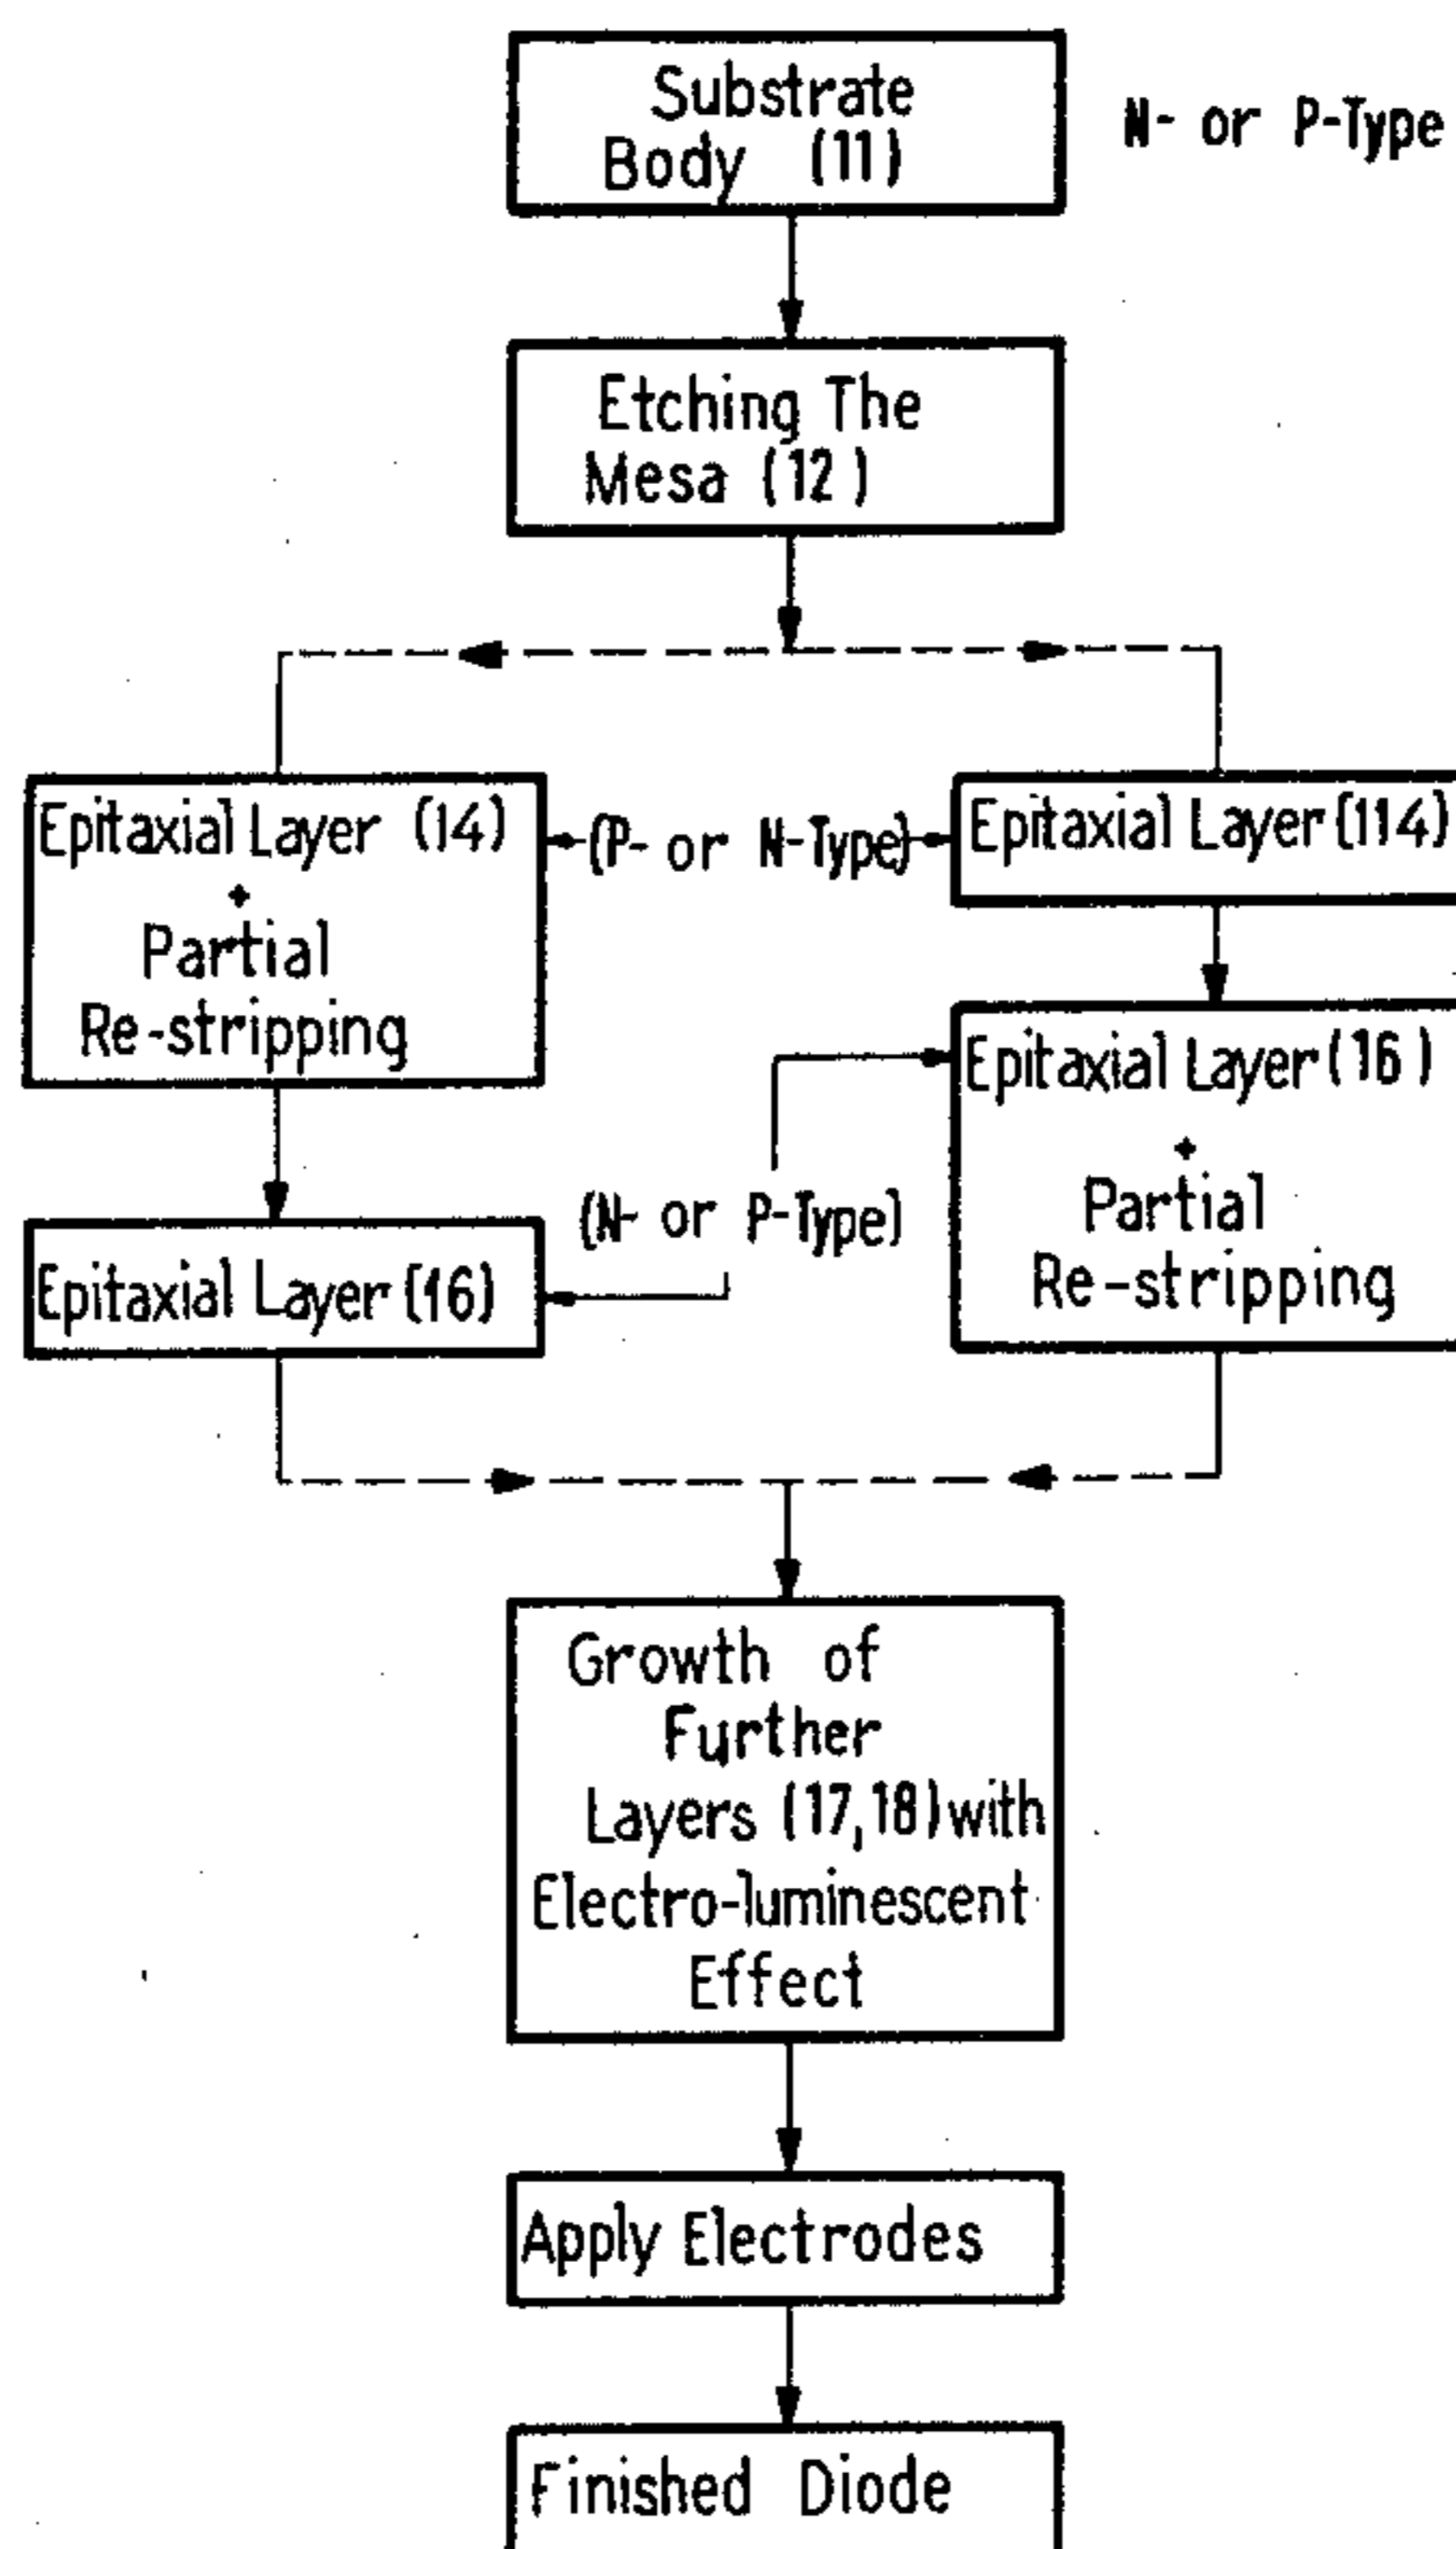 Substrate
Body (11)
N- or P-Type
Etching The
Mesa (12)
Epitaxial Layer (14)
+
Partial
Re-stripping
(P- or N-Type)
Epitaxial Layer (114)
Epitaxial Layer (16)
+
Partial
Re-stripping
(N- or P-Type)
Epitaxial Layer (16)
Growth of
Further
Layers (17,18) with
Electro-luminescent
Effect
Apply Electrodes
Finished Diode